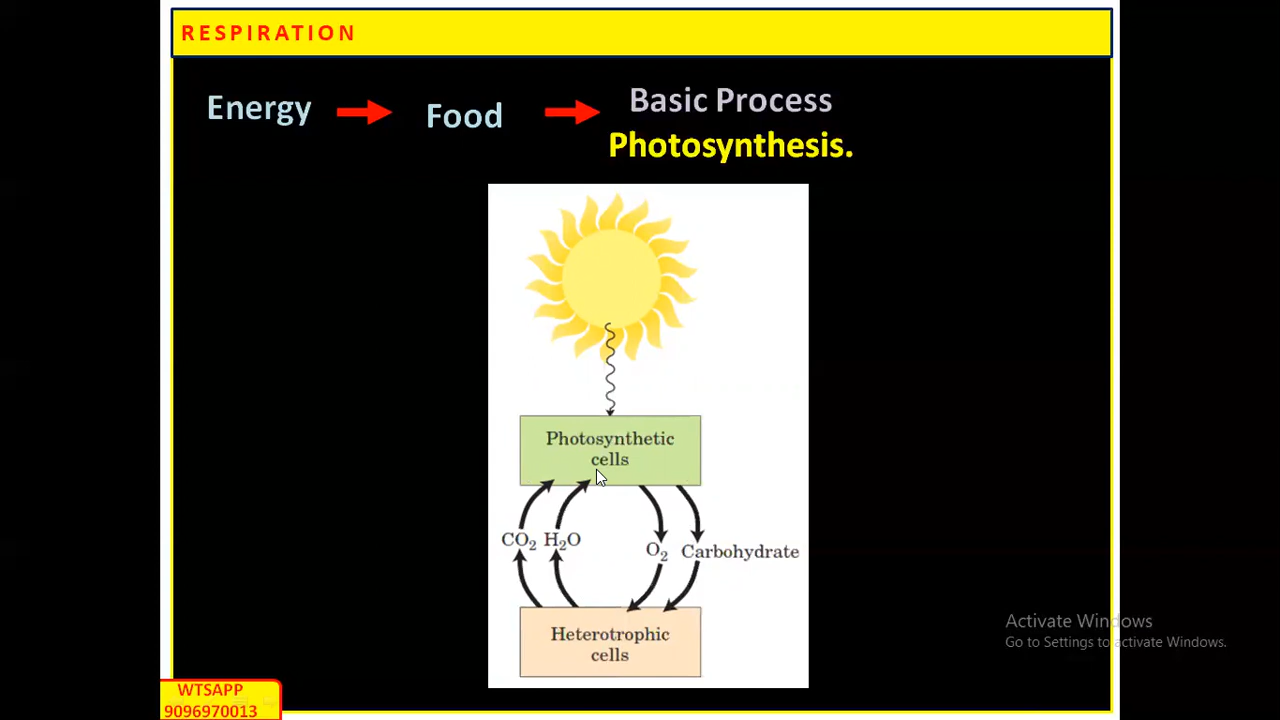 RESPIRATION
Energy
Food
Basic Process
Photosynthesis.
Photosynthetic
cells
CO₂ H₂O
O₂ Carbohydrate
Heterotrophic
cells
Activate Windows
Go to Settings to activate Windows.
WTSAPP
9096970013